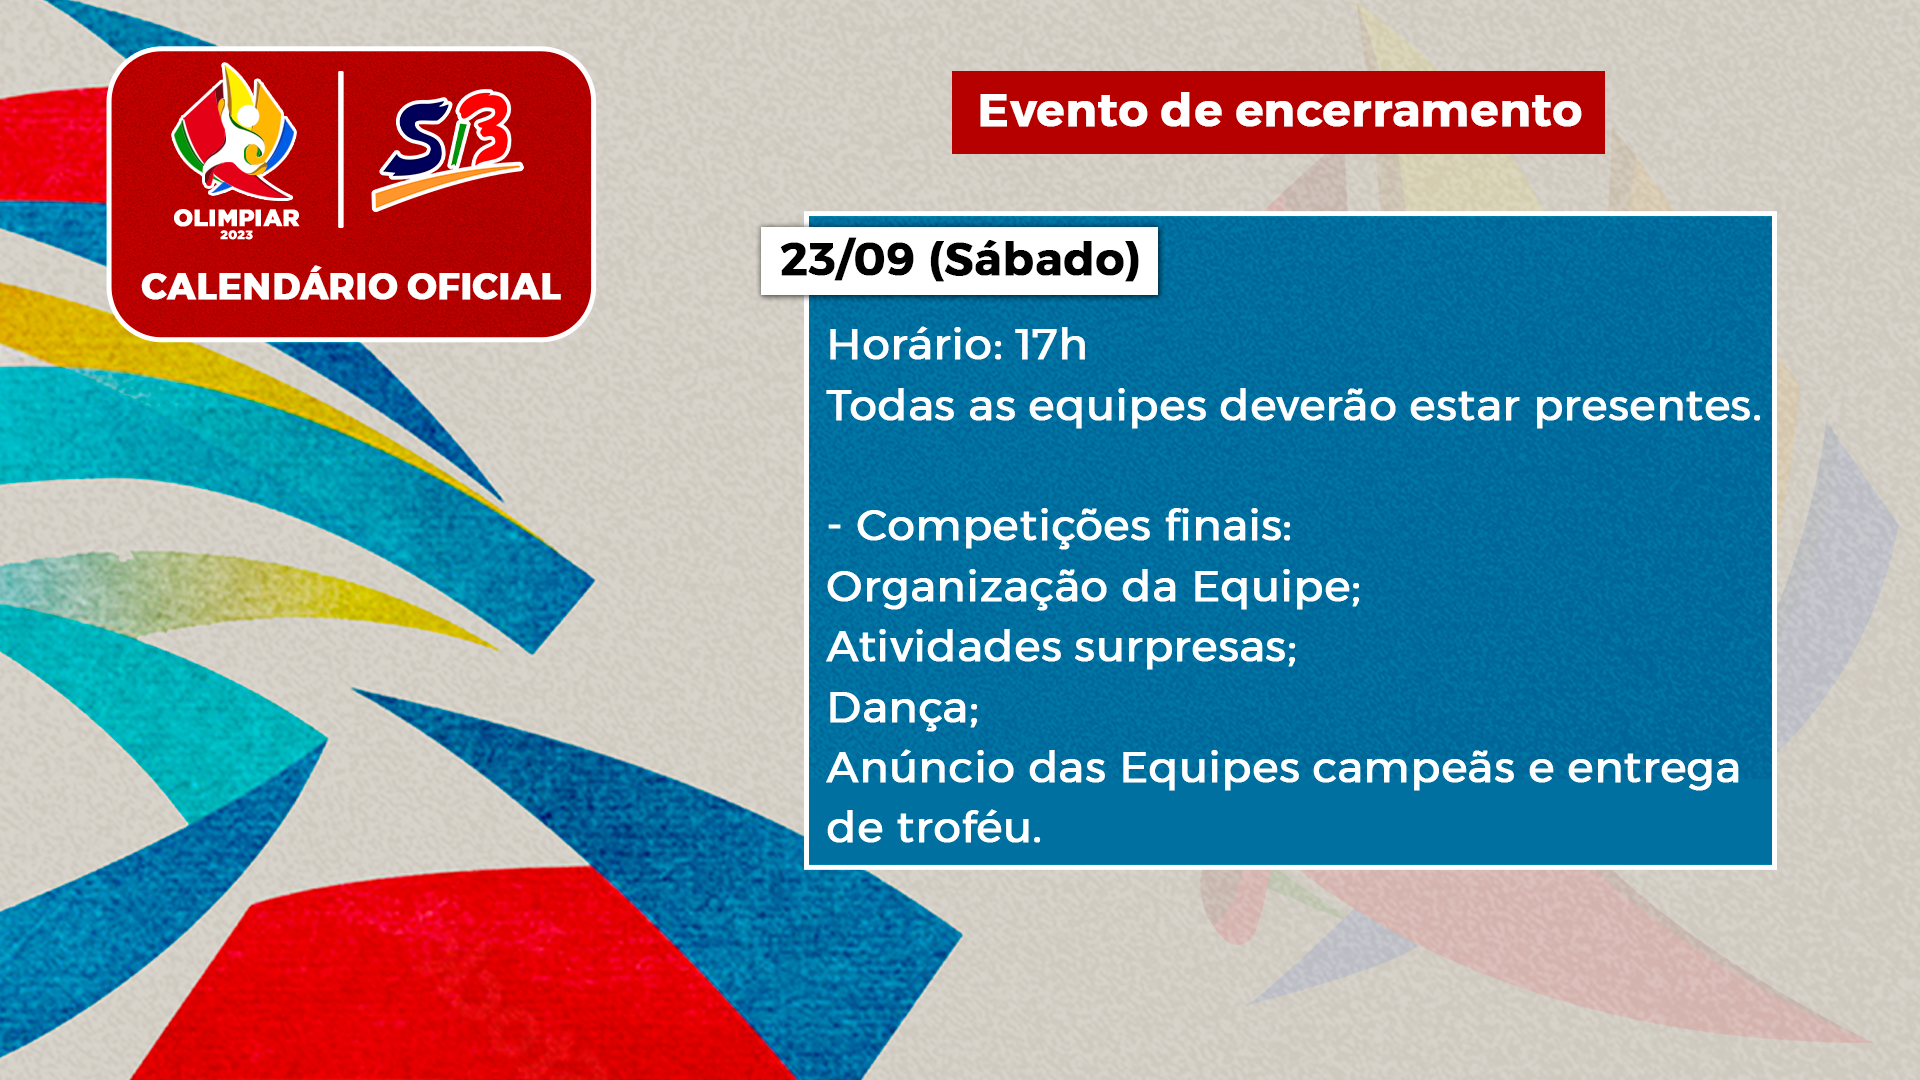 OLIMPIAR
2023
Si3
CALENDÁRIO OFICIAL
Evento de encerramento
23/09 (Sábado)
Horário: 17h
Todas as equipes deverão estar presentes.
- Competições finais:
Organização da Equipe;
Atividades surpresas;
Dança;
Anúncio das Equipes campeãs e entrega
de troféu.